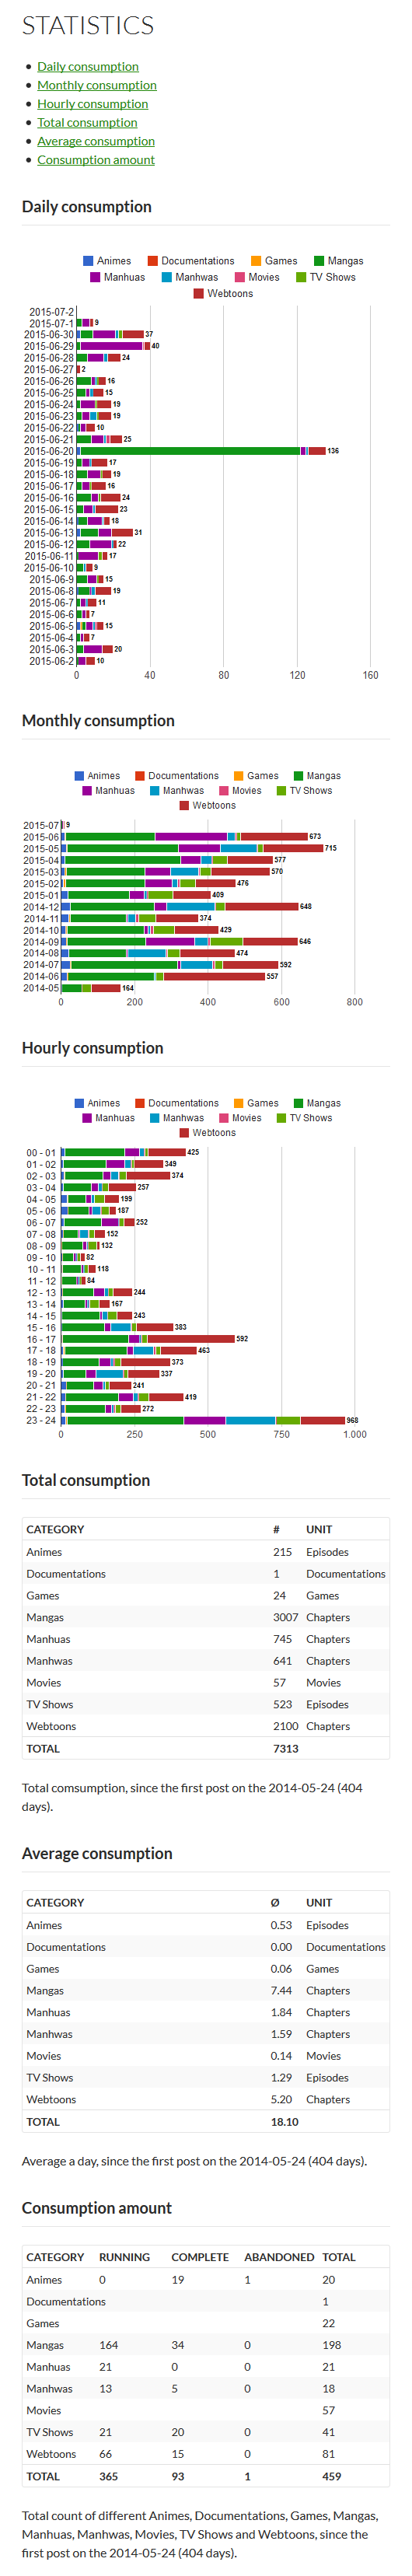 STATISTICS
Daily consumption
Monthly consumption
Hourly consumption
Total consumption
Average consumption
Consumption amount
Daily consumption
Animes Documentations Games Mangas
Manhuas Manhwas Movies TV Shows
Webtoons
2015-07-2
2015-07-1 9
2015-06-30 37
2015-06-29 40
2015-06-28 24
2015-06-27 2
2015-06-26 16
2015-06-25 15
2015-06-24 19
2015-06-23 19
2015-06-22 10
2015-06-21 25
2015-06-20 136
2015-06-19 17
2015-06-18 19
2015-06-17 16
2015-06-16 24
2015-06-15 23
2015-06-14 18
2015-06-13 31
2015-06-12 22
2015-06-11 17
2015-06-10 9
2015-06-9 15
2015-06-8 19
2015-06-7 11
2015-06-6 7
2015-06-5 15
2015-06-4 7
2015-06-3 20
2015-06-2 10
0 40 80 120 160
Monthly consumption
Animes Documentations Games Mangas
Manhuas Manhwas Movies TV Shows
Webtoons
2015-07 9
2015-06 673
2015-05 715
2015-04 577
2015-03 570
2015-02 476
2015-01 409
2014-12 648
2014-11 374
2014-10 429
2014-09 646
2014-08 474
2014-07 592
2014-06 557
2014-05 164
0 200 400 600 800
Hourly consumption
Animes Documentations Games Mangas
Manhuas Manhwas Movies TV Shows
Webtoons
00 - 01 425
01 - 02 349
02 - 03 374
03 - 04 257
04 - 05 199
05 - 06 187
06 - 07 252
07 - 08 152
08 - 09 132
09 - 10 82
10 - 11 118
11 - 12 84
12 - 13 244
13 - 14 167
14 - 15 243
15 - 16 383
16 - 17 592
17 - 18 463
18 - 19 373
19 - 20 337
20 - 21 241
21 - 22 419
22 - 23 272
23 - 24 968
0 250 500 750 1.000
Total consumption
CATEGORY # UNIT
Animes 215 Episodes
Documentations 1 Documentations
Games 24 Games
Mangas 3007 Chapters
Manhuas 745 Chapters
Manhwas 641 Chapters
Movies 57 Movies
TV Shows 523 Episodes
Webtoons 2100 Chapters
TOTAL 7313
Total comsumption, since the first post on the 2014-05-24 (404
days).
Average consumption
CATEGORY Ø UNIT
Animes 0.53 Episodes
Documentations 0.00 Documentations
Games 0.06 Games
Mangas 7.44 Chapters
Manhuas 1.84 Chapters
Manhwas 1.59 Chapters
Movies 0.14 Movies
TV Shows 1.29 Episodes
Webtoons 5.20 Chapters
TOTAL 18.10
Average a day, since the first post on the 2014-05-24 (404 days).
Consumption amount
CATEGORY RUNNING COMPLETE ABANDONED TOTAL
Animes 0 19 1 20
Documentations 1
Games 22
Mangas 164 34 0 198
Manhuas 21 0 0 21
Manhwas 13 5 0 18
Movies 57
TV Shows 21 20 0 41
Webtoons 66 15 0 81
TOTAL 365 93 1 459
Total count of different Animes, Documentations, Games, Mangas,
Manhuas, Manhwas, Movies, TV Shows and Webtoons, since the
first post on the 2014-05-24 (404 days).